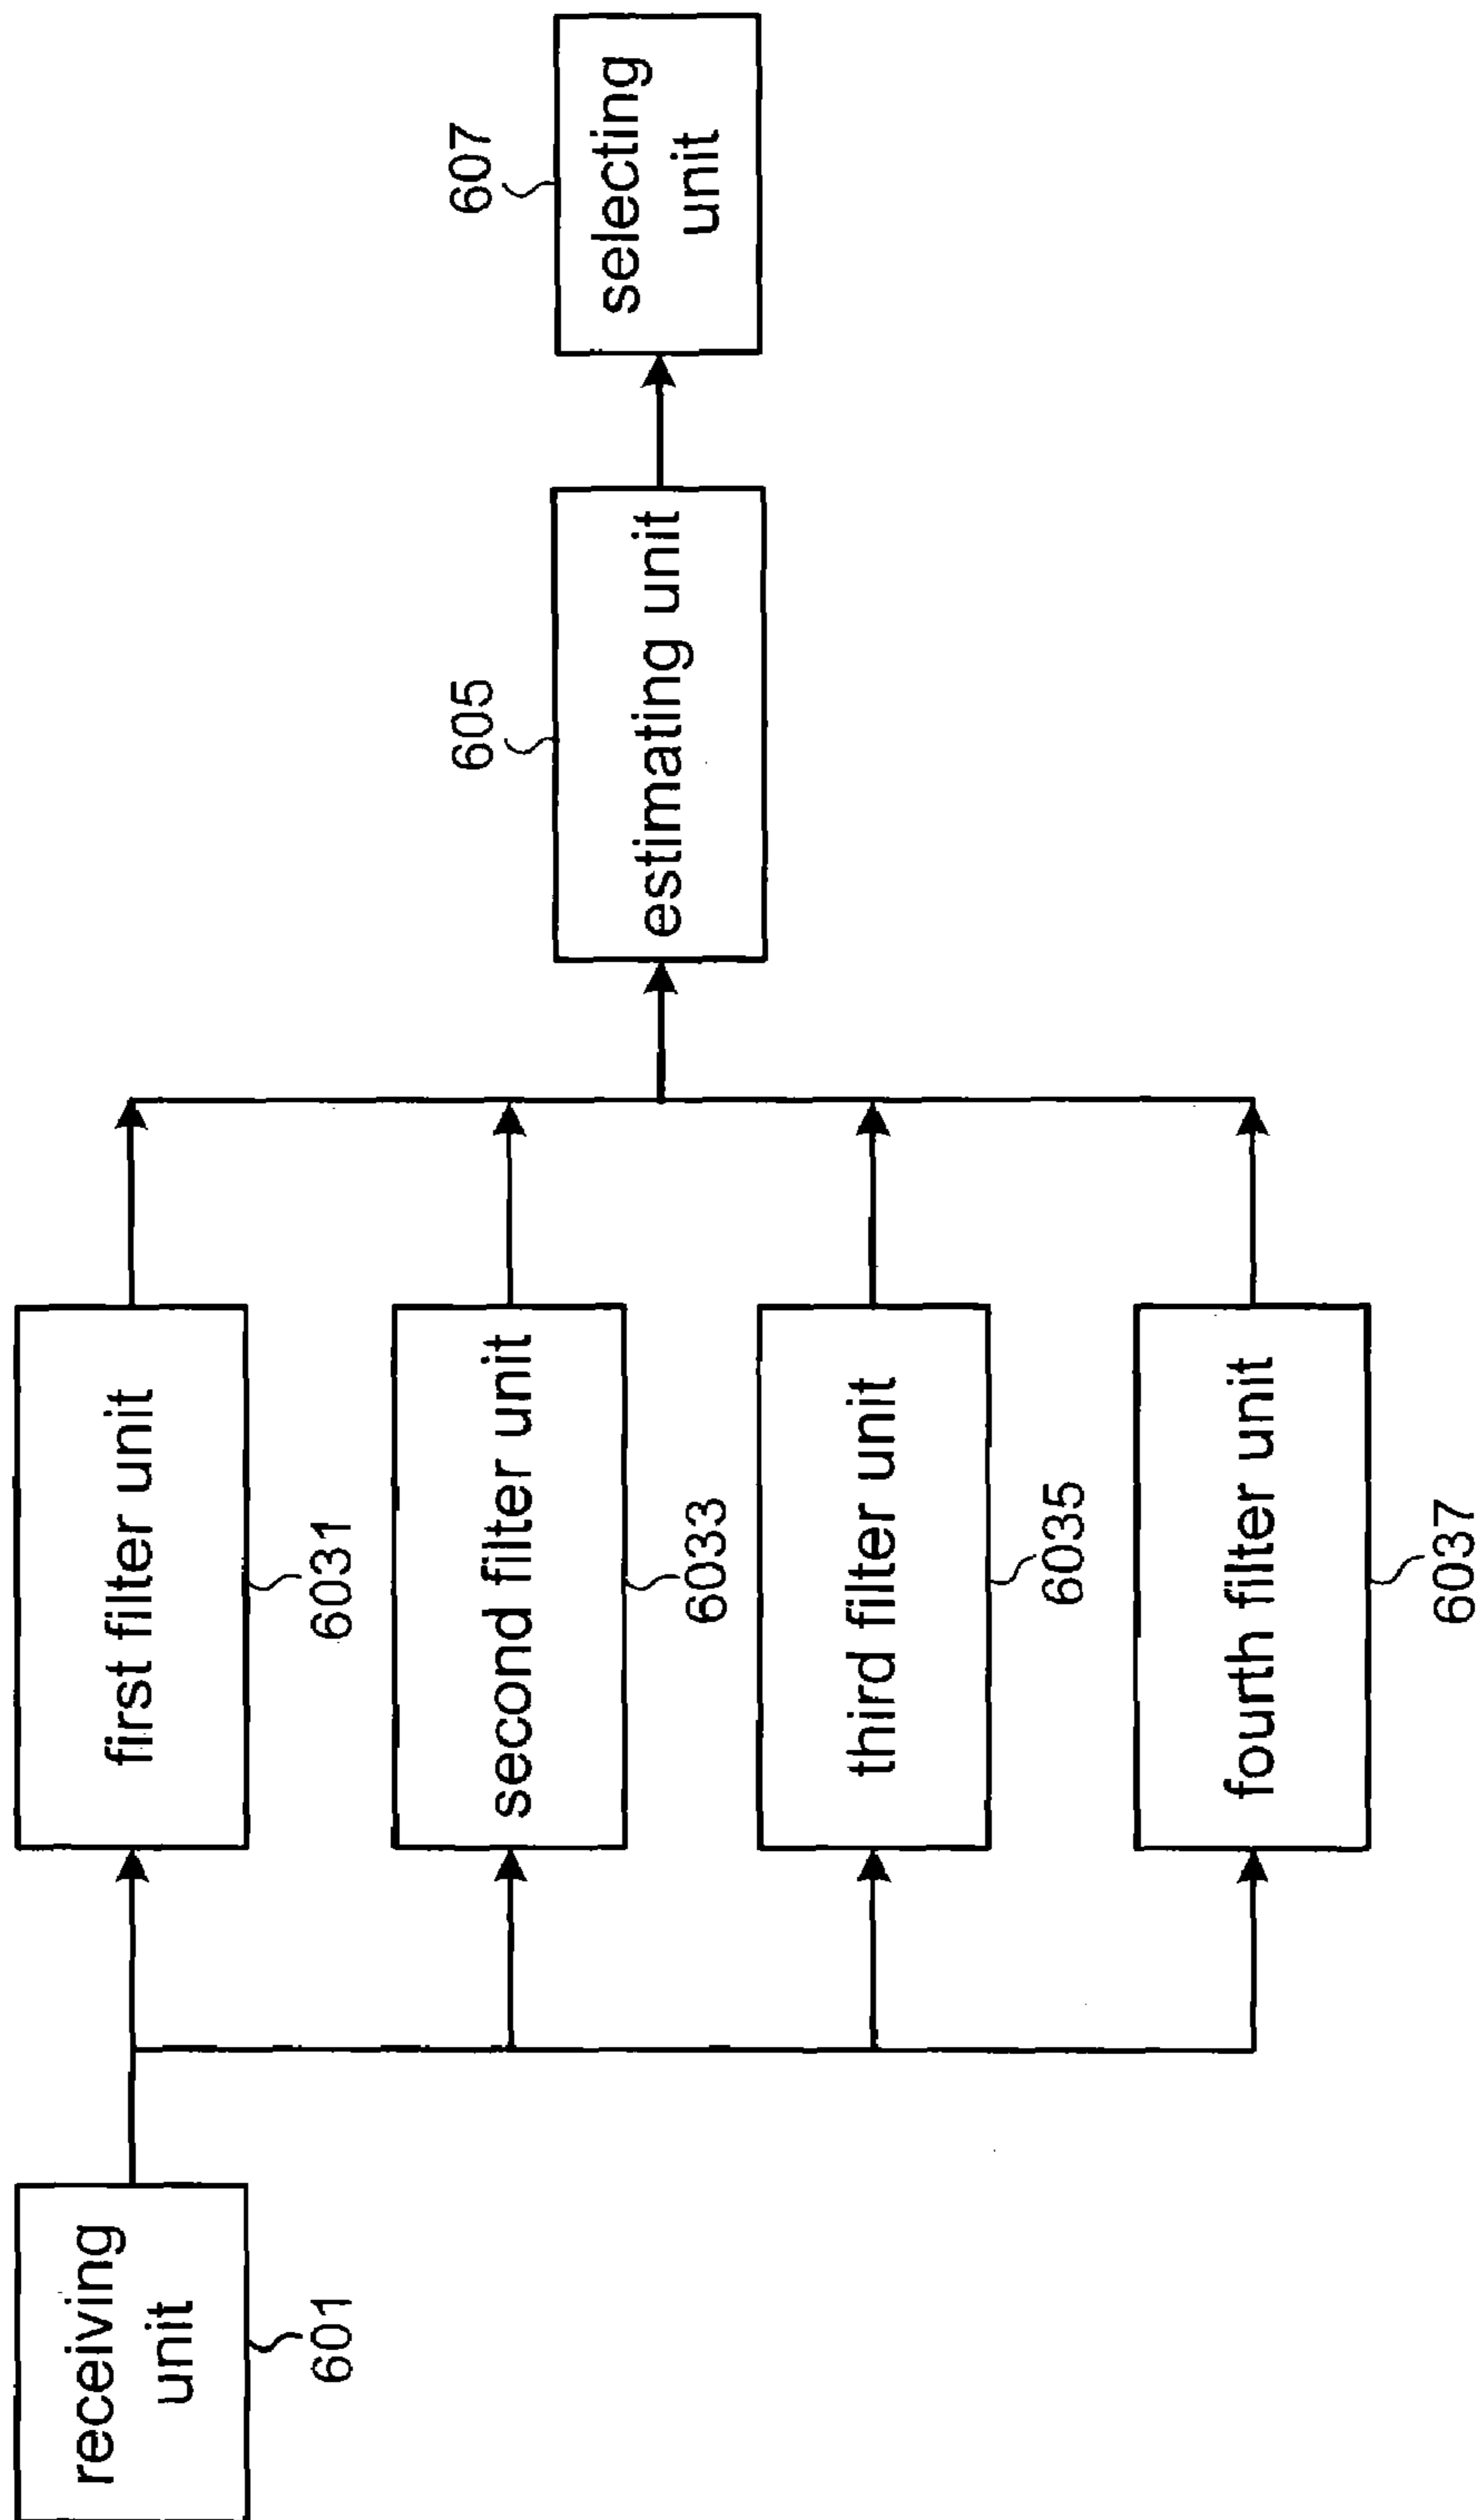 receiving
unit
601
first filter unit
6031
second filter unit
6033
third filter unit
6035
fourth filter unit
6037
605
estimating unit
607
selecting
unit